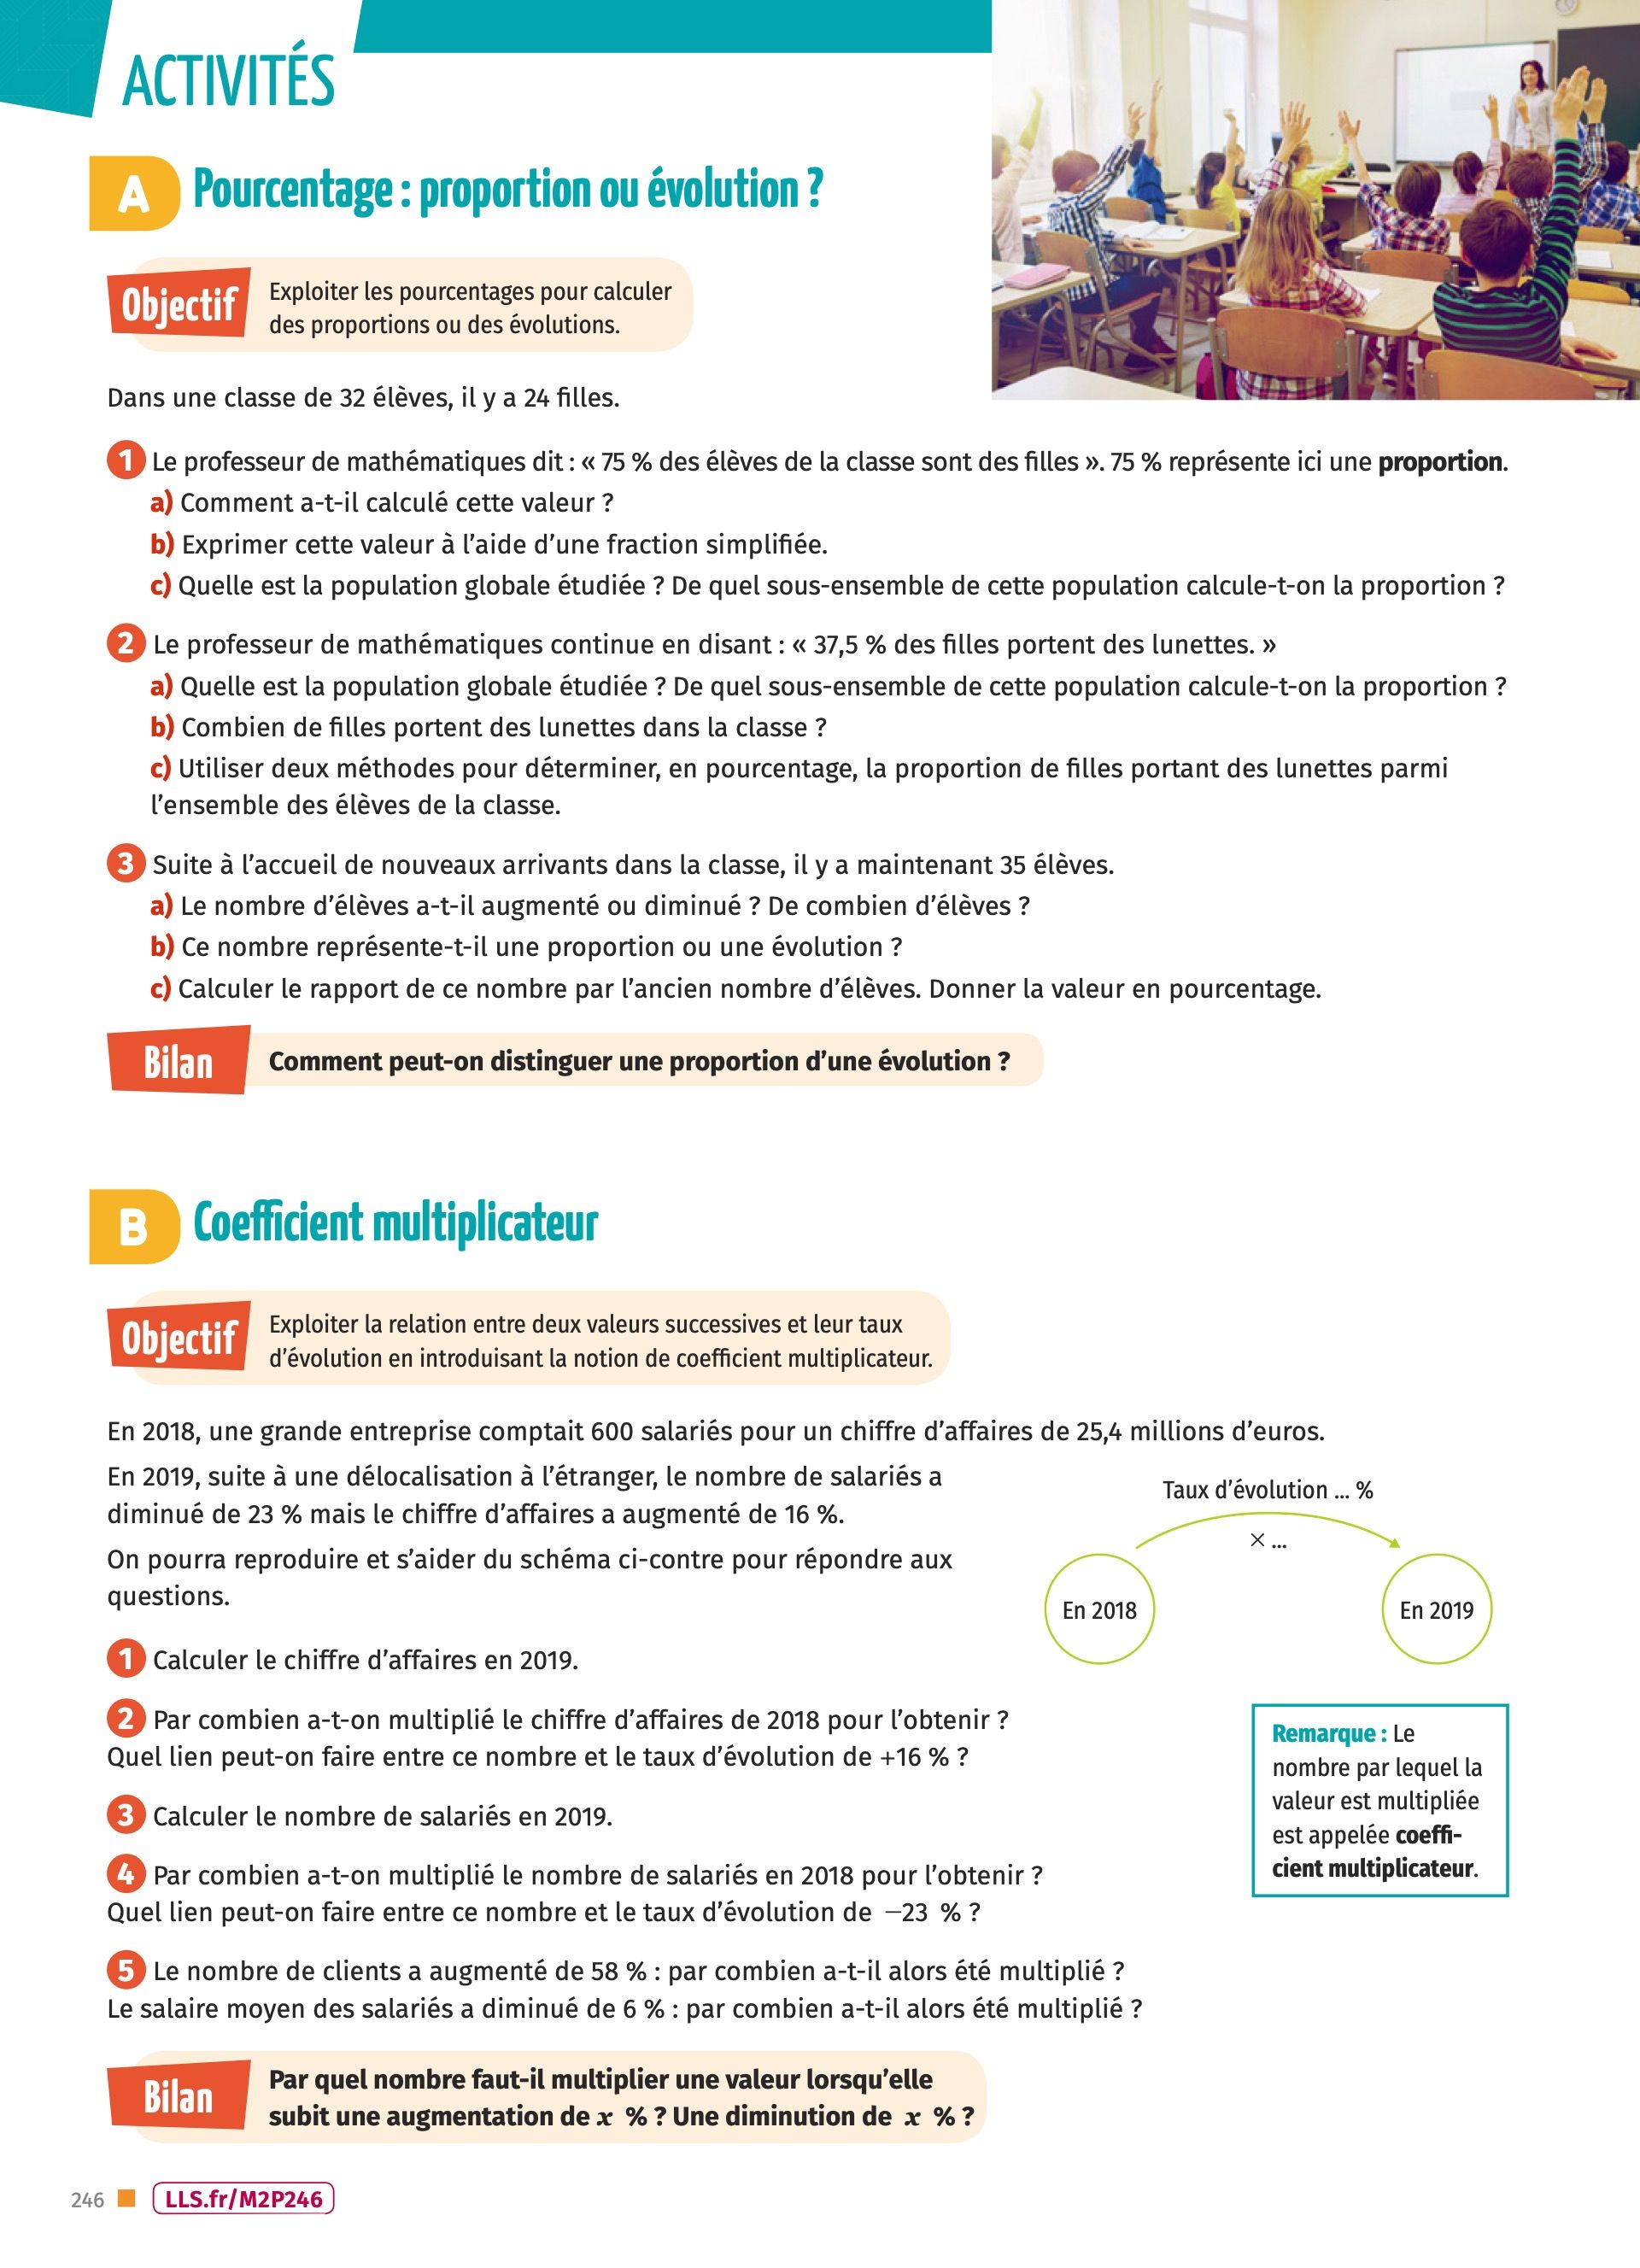 ACTIVITÉS
A Pourcentage : proportion ou évolution ?
Objectif
Exploiter les pourcentages pour calculer
des proportions ou des évolutions.
Dans une classe de 32 élèves, il y a 24 filles.
1 Le professeur de mathématiques dit : « 75 % des élèves de la classe sont des filles ». 75 % représente ici une proportion.
a) Comment a-t-il calculé cette valeur ?
b) Exprimer cette valeur à l’aide d’une fraction simplifiée.
c) Quelle est la population globale étudiée ? De quel sous-ensemble de cette population calcule-t-on la proportion ?
2 Le professeur de mathématiques continue en disant : « 37,5 % des filles portent des lunettes. »
a) Quelle est la population globale étudiée ? De quel sous-ensemble de cette population calcule-t-on la proportion ?
b) Combien de filles portent des lunettes dans la classe ?
c) Utiliser deux méthodes pour déterminer, en pourcentage, la proportion de filles portant des lunettes parmi
l’ensemble des élèves de la classe.
3 Suite à l’accueil de nouveaux arrivants dans la classe, il y a maintenant 35 élèves.
a) Le nombre d’élèves a-t-il augmenté ou diminué ? De combien d’élèves ?
b) Ce nombre représente-t-il une proportion ou une évolution ?
c) Calculer le rapport de ce nombre par l’ancien nombre d’élèves. Donner la valeur en pourcentage.
Bilan
Comment peut-on distinguer une proportion d’une évolution ?
B Coefficient multiplicateur
Objectif
Exploiter la relation entre deux valeurs successives et leur taux
d’évolution en introduisant la notion de coefficient multiplicateur.
En 2018, une grande entreprise comptait 600 salariés pour un chiffre d’affaires de 25,4 millions d’euros.
En 2019, suite à une délocalisation à l’étranger, le nombre de salariés a
diminué de 23 % mais le chiffre d’affaires a augmenté de 16 %.
On pourra reproduire et s’aider du schéma ci-contre pour répondre aux
questions.
Taux d’évolution ... %
× ...
En 2018
En 2019
1 Calculer le chiffre d’affaires en 2019.
2 Par combien a-t-on multiplié le chiffre d’affaires de 2018 pour l’obtenir ?
Quel lien peut-on faire entre ce nombre et le taux d’évolution de +16 % ?
3 Calculer le nombre de salariés en 2019.
4 Par combien a-t-on multiplié le nombre de salariés en 2018 pour l’obtenir ?
Quel lien peut-on faire entre ce nombre et le taux d’évolution de −23 % ?
Remarque : Le
nombre par lequel la
valeur est multipliée
est appelée coeffi-
cient multiplicateur.
5 Le nombre de clients a augmenté de 58 % : par combien a-t-il alors été multiplié ?
Le salaire moyen des salariés a diminué de 6 % : par combien a-t-il alors été multiplié ?
Bilan
Par quel nombre faut-il multiplier une valeur lorsqu’elle
subit une augmentation de x % ? Une diminution de x % ?
246
LLS.fr/M2P246